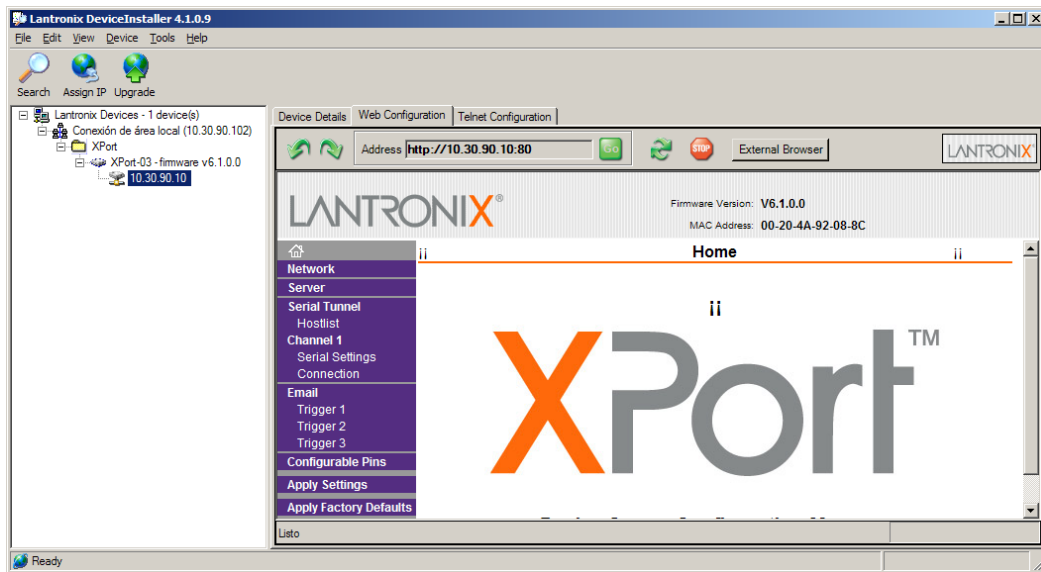 Lantronix DeviceInstaller 4.1.0.9
File Edit View Device Tools Help
Search Assign IP Upgrade
Lantronix Devices - 1 device(s)
Conexión de área local (10.30.90.102)
XPort
XPort-03 - firmware v6.1.0.0
10.30.90.10
Device Details Web Configuration Telnet Configuration
Address http://10.30.90.10:80 Go STOP External Browser LANTRONIX®
LANTRONIX®
Firmware Version: V6.1.0.0
MAC Address: 00-20-4A-92-08-8C
¡¡ Home ¡¡
Network
Server
Serial Tunnel
Hostlist
Channel 1
Serial Settings
Connection
Email
Trigger 1
Trigger 2
Trigger 3
Configurable Pins
Apply Settings
Apply Factory Defaults
¡¡
XPort™
Listo
Ready